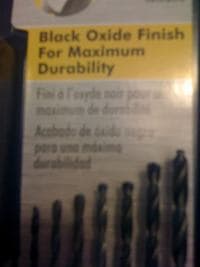 Black Oxide Finish
For Maximum
Durability
Fini à l'oxyde noir pour un
maximum de durabilité
Acabado de óxido negro
para una máxima
durabilidad